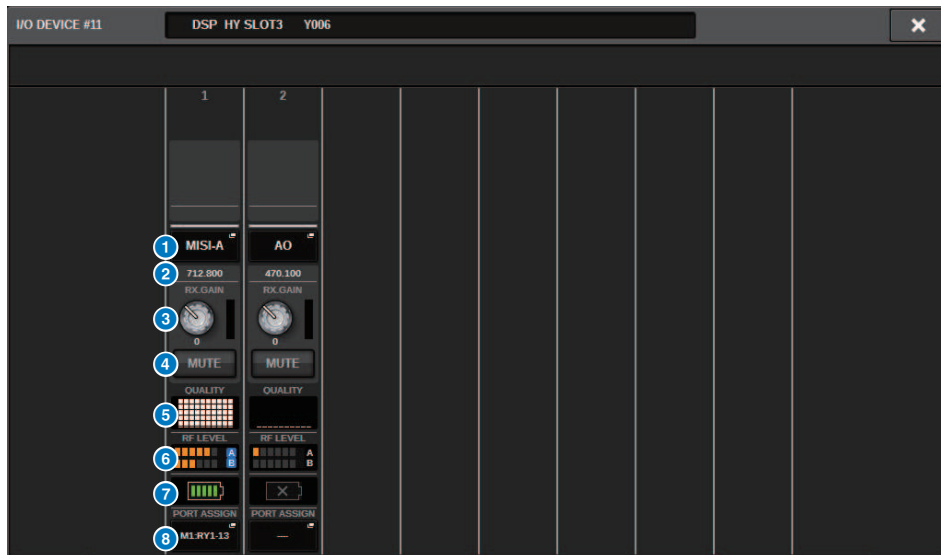 I/O DEVICE #11 DSP HY SLOT3 Y006
1 2
1 MISI-A AO
2 712.800 470.100
RX.GAIN RX.GAIN
3
0 0
4 MUTE MUTE
QUALITY QUALITY
5
RF LEVEL RF LEVEL
6 A A
B B
7
PORT ASSIGN PORT ASSIGN
8 M1:RY1-13 —